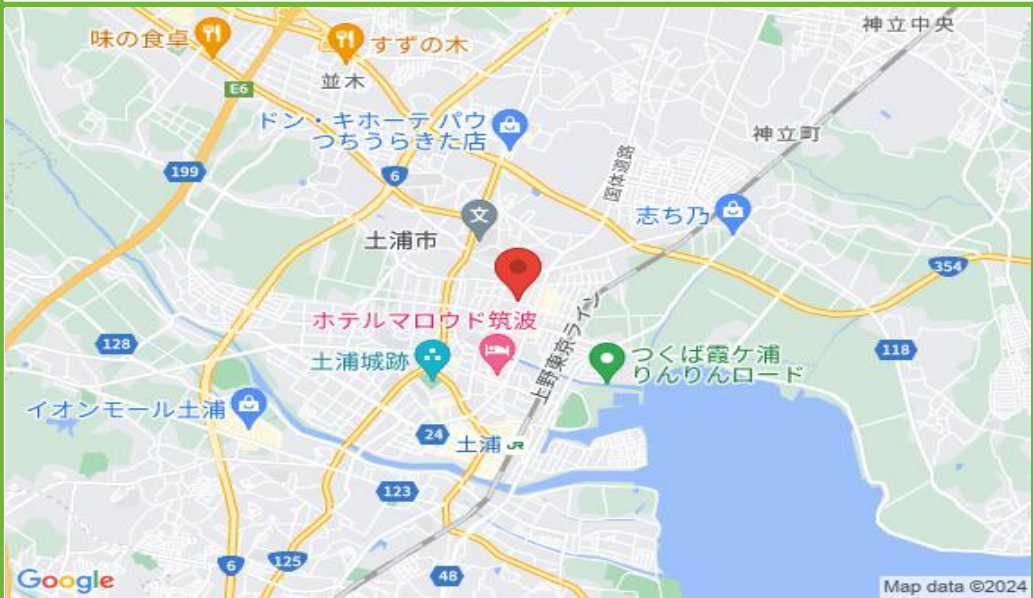 神立中央
味の食卓
すずの木
並木
E6
ドン・キホーテ パウ
つちうらきた店
神立町
199
6
国体道路
文
志ち乃
土浦市
354
ホテルマロウド筑波
上野東京ライン
128
土浦城跡
つくば霞ケ浦
りんりんロード
118
イオンモール土浦
24
土浦 JR
123
6
125
48
Google
Map data ©2024